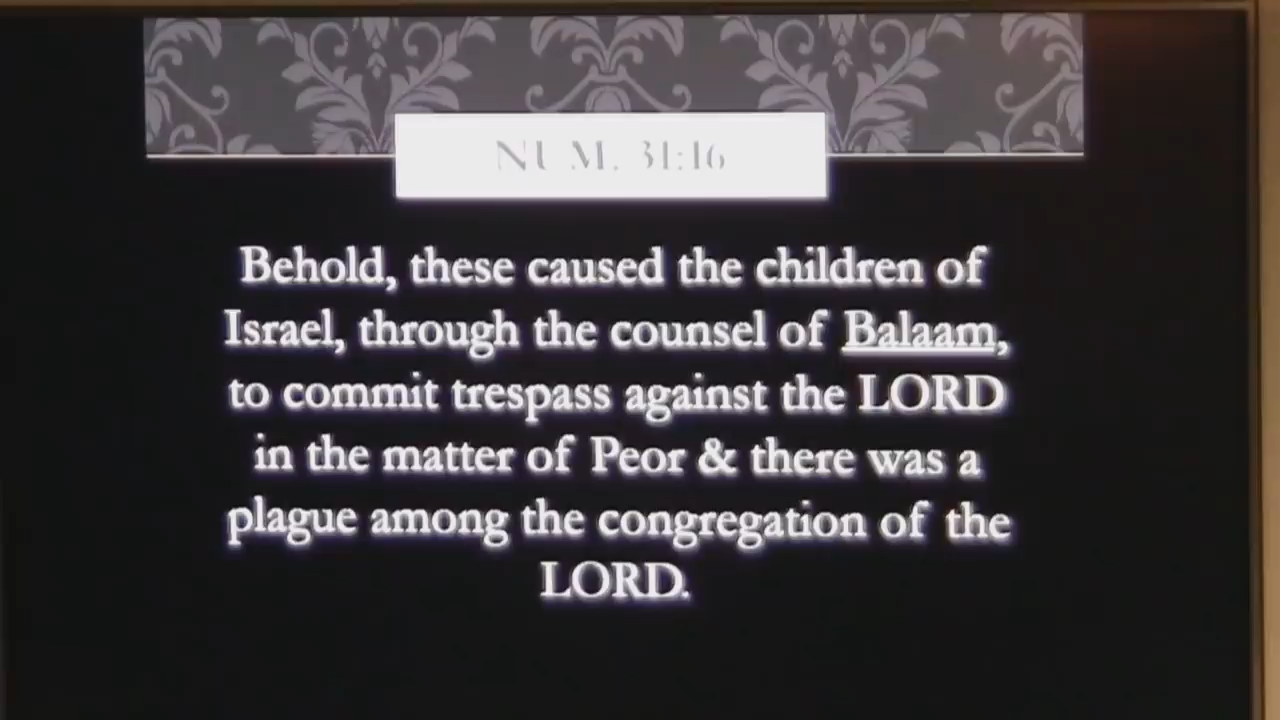 NUM. 31:16
Behold, these caused the children of
Israel, through the counsel of Balaam,
to commit trespass against the LORD
in the matter of Peor & there was a
plague among the congregation of the
LORD.